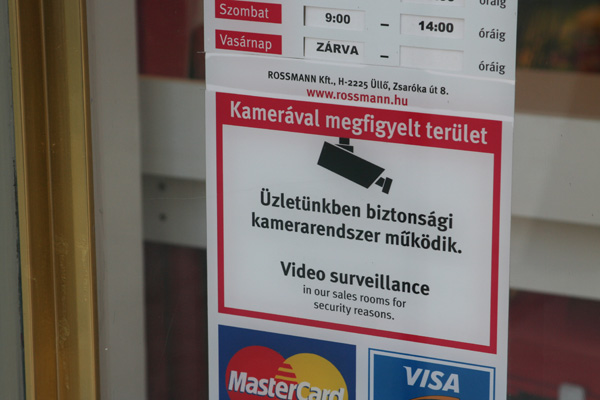 Szombat 9:00 – 14:00 óráig
Vasárnap ZÁRVA – óráig
ROSSMANN Kft., H-2225 Üllő, Zsaróka út 8.
www.rossmann.hu
Kamerával megfigyelt terület
Üzletünkben biztonsági
kamerarendszer működik.
Video surveillance
in our sales rooms for
security reasons.
MasterCard VISA